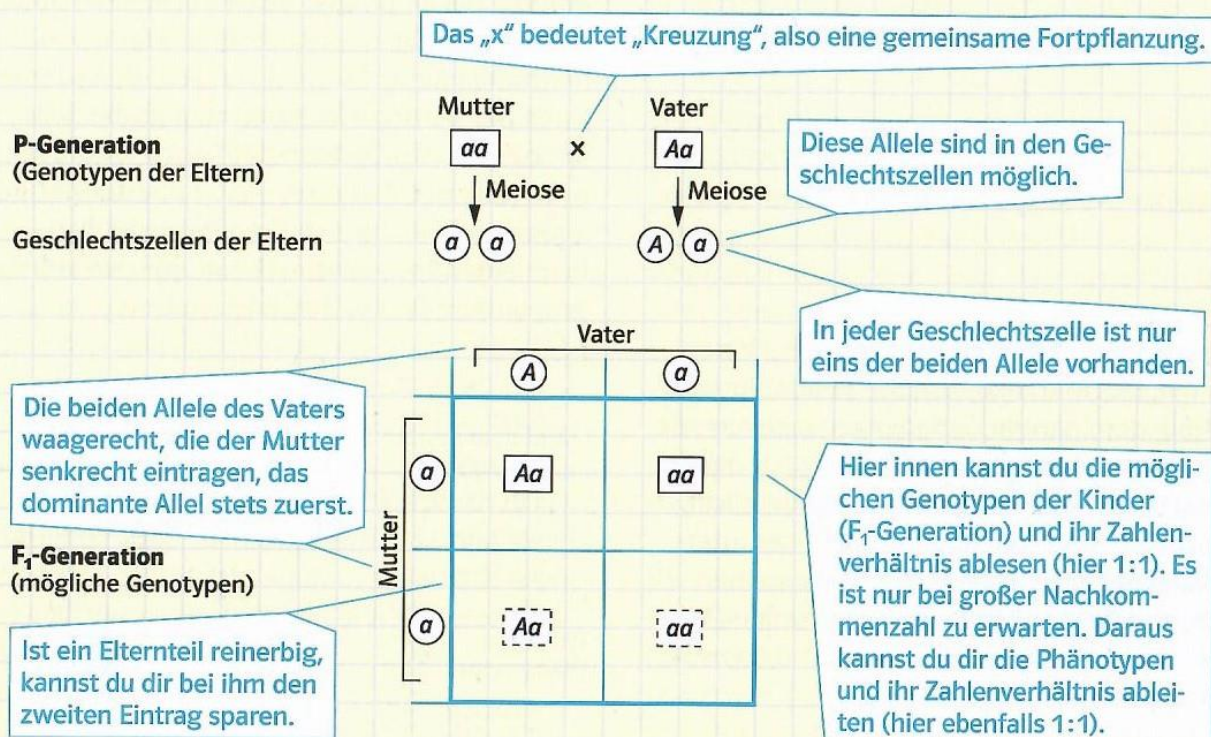 Das „x“ bedeutet „Kreuzung“, also eine gemeinsame Fortpflanzung.
Mutter
Vater
P-Generation
(Genotypen der Eltern)
aa
x
Aa
Diese Allele sind in den Ge-
schlechtszellen möglich.
Meiose
Meiose
Geschlechtszellen der Eltern
a a
A a
In jeder Geschlechtszelle ist nur
eins der beiden Allele vorhanden.
Vater
A
a
Die beiden Allele des Vaters
waagerecht, die der Mutter
senkrecht eintragen, das
dominante Allel stets zuerst.
F₁-Generation
(mögliche Genotypen)
Ist ein Elternteil reinerbig,
kannst du dir bei ihm den
zweiten Eintrag sparen.
Mutter
a
Aa
aa
a
Aa
aa
Hier innen kannst du die mögli-
chen Genotypen der Kinder
(F₁-Generation) und ihr Zahlen-
verhältnis ablesen (hier 1:1). Es
ist nur bei großer Nachkom-
menzahl zu erwarten. Daraus
kannst du dir die Phänotypen
und ihr Zahlenverhältnis ablei-
ten (hier ebenfalls 1:1).